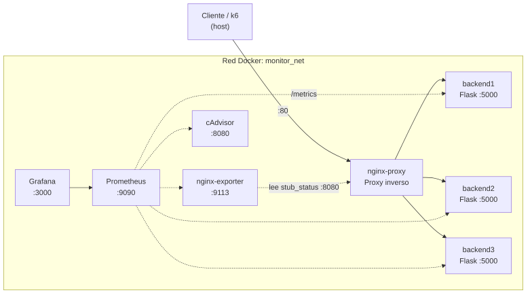 Cliente / k6
(host)
Red Docker: monitor_net
/metrics
backend1
Flask :5000
cAdvisor
:8080
:80
Grafana
:3000
Prometheus
:9090
nginx-exporter
:9113
lee stub_status :8080
nginx-proxy
Proxy inverso
backend2
Flask :5000
backend3
Flask :5000